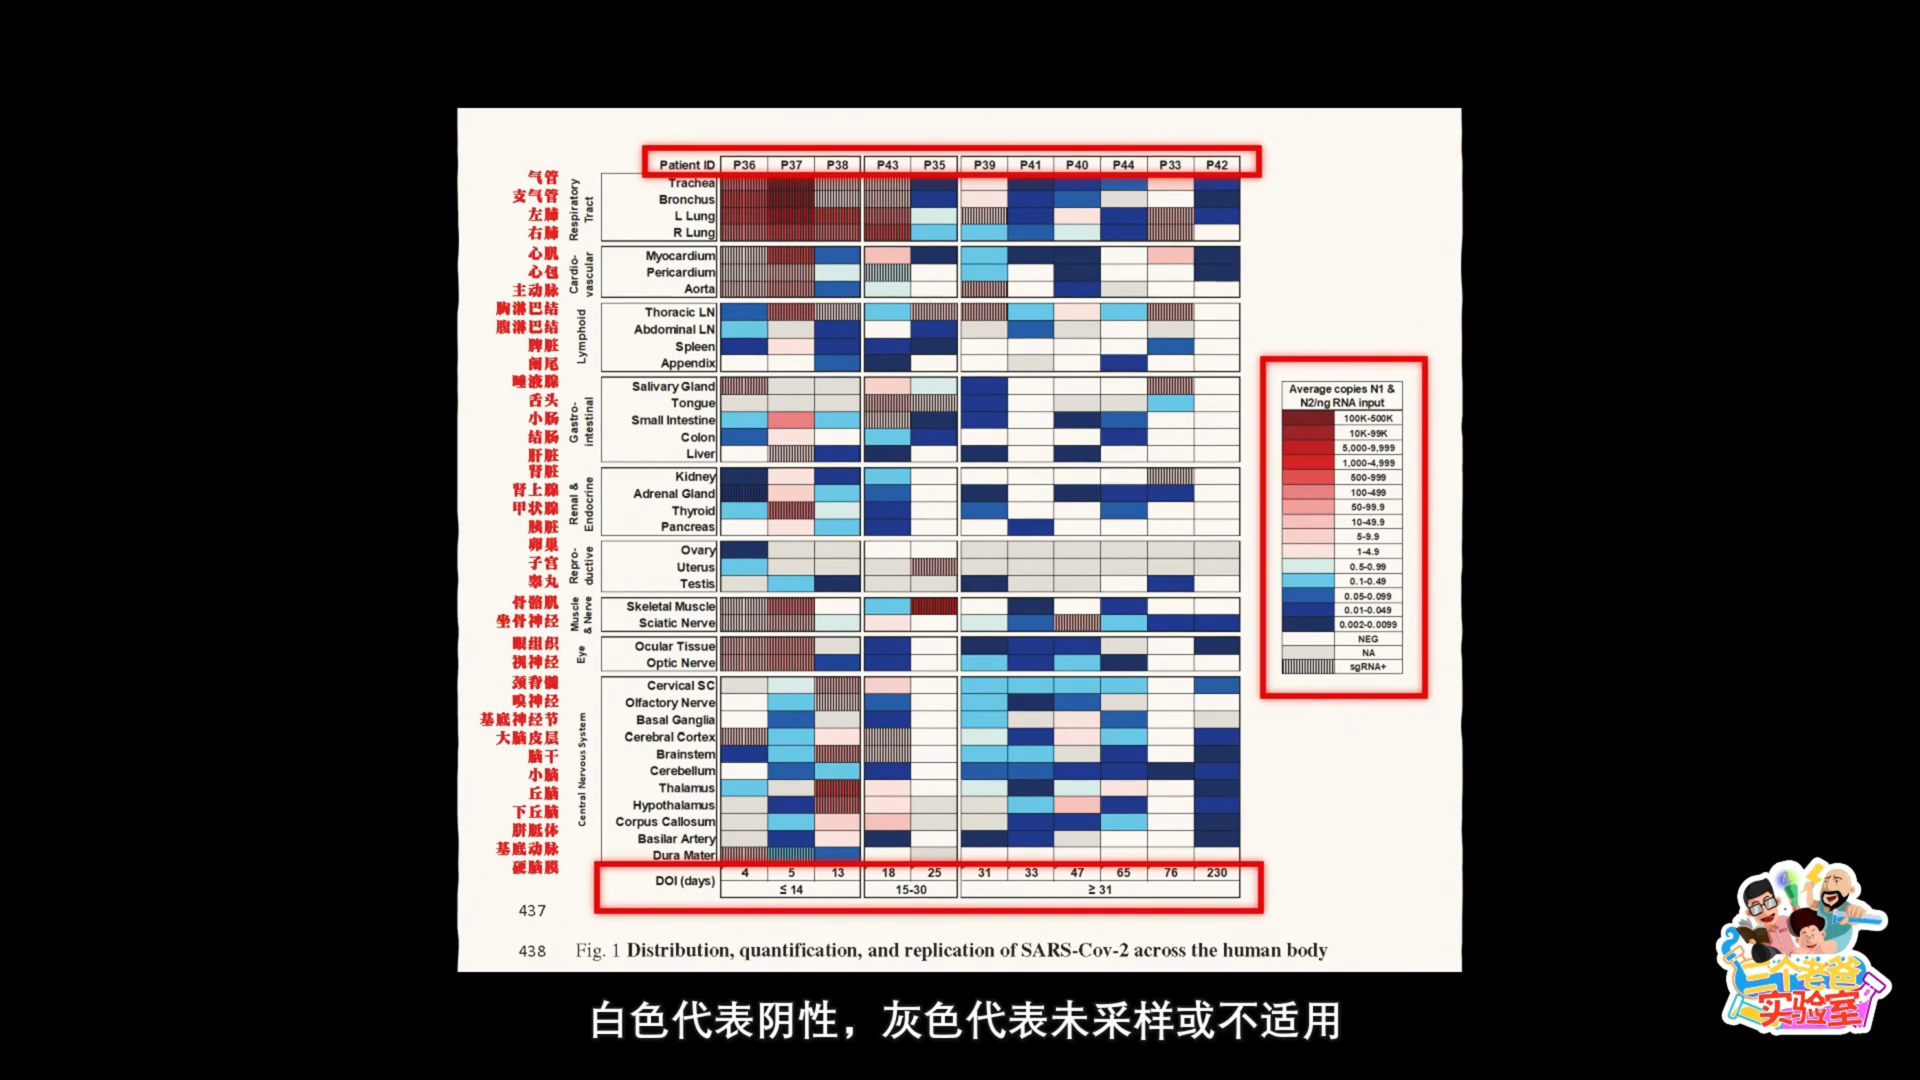 Patient ID P36 P37 P38 P43 P35 P39 P41 P40 P44 P33 P42
气管
支气管
左肺
右肺
Respiratory Tract
Trachea
Bronchus
L Lung
R Lung
心肌
心包
主动脉
Cardio-vascular
Myocardium
Pericardium
Aorta
胸淋巴结
腹淋巴结
脾脏
阑尾
Lymphoid
Thoracic LN
Abdominal LN
Spleen
Appendix
唾液腺
舌头
小肠
结肠
肝脏
Gastro-intestinal
Salivary Gland
Tongue
Small Intestine
Colon
Liver
肾脏
肾上腺
甲状腺
胰脏
Renal & Endocrine
Kidney
Adrenal Gland
Thyroid
Pancreas
卵巢
子宫
睾丸
Repro-ductive
Ovary
Uterus
Testis
骨骼肌
坐骨神经
Muscle & Nerve
Skeletal Muscle
Sciatic Nerve
眼组织
视神经
Eye
Ocular Tissue
Optic Nerve
颈脊髓
嗅神经
基底神经节
大脑皮层
脑干
小脑
丘脑
下丘脑
胼胝体
基底动脉
硬脑膜
Central Nervous System
Cervical SC
Olfactory Nerve
Basal Ganglia
Cerebral Cortex
Brainstem
Cerebellum
Thalamus
Hypothalamus
Corpus Callosum
Basilar Artery
Dura Mater
DOI (days)
4 5 13 18 25 31 33 47 65 76 230
≤ 14 15-30 ≥ 31
Average copies N1 &
N2/ng RNA input
100K-500K
10K-99K
5,000-9,999
1,000-4,999
500-999
100-499
50-99.9
10-49.9
5-9.9
1-4.9
0.5-0.99
0.1-0.49
0.05-0.099
0.01-0.049
0.002-0.0099
NEG
NA
sgRNA+
437
438 Fig. 1 Distribution, quantification, and replication of SARS-Cov-2 across the human body
三个老爸
实验室
白色代表阴性，灰色代表未采样或不适用